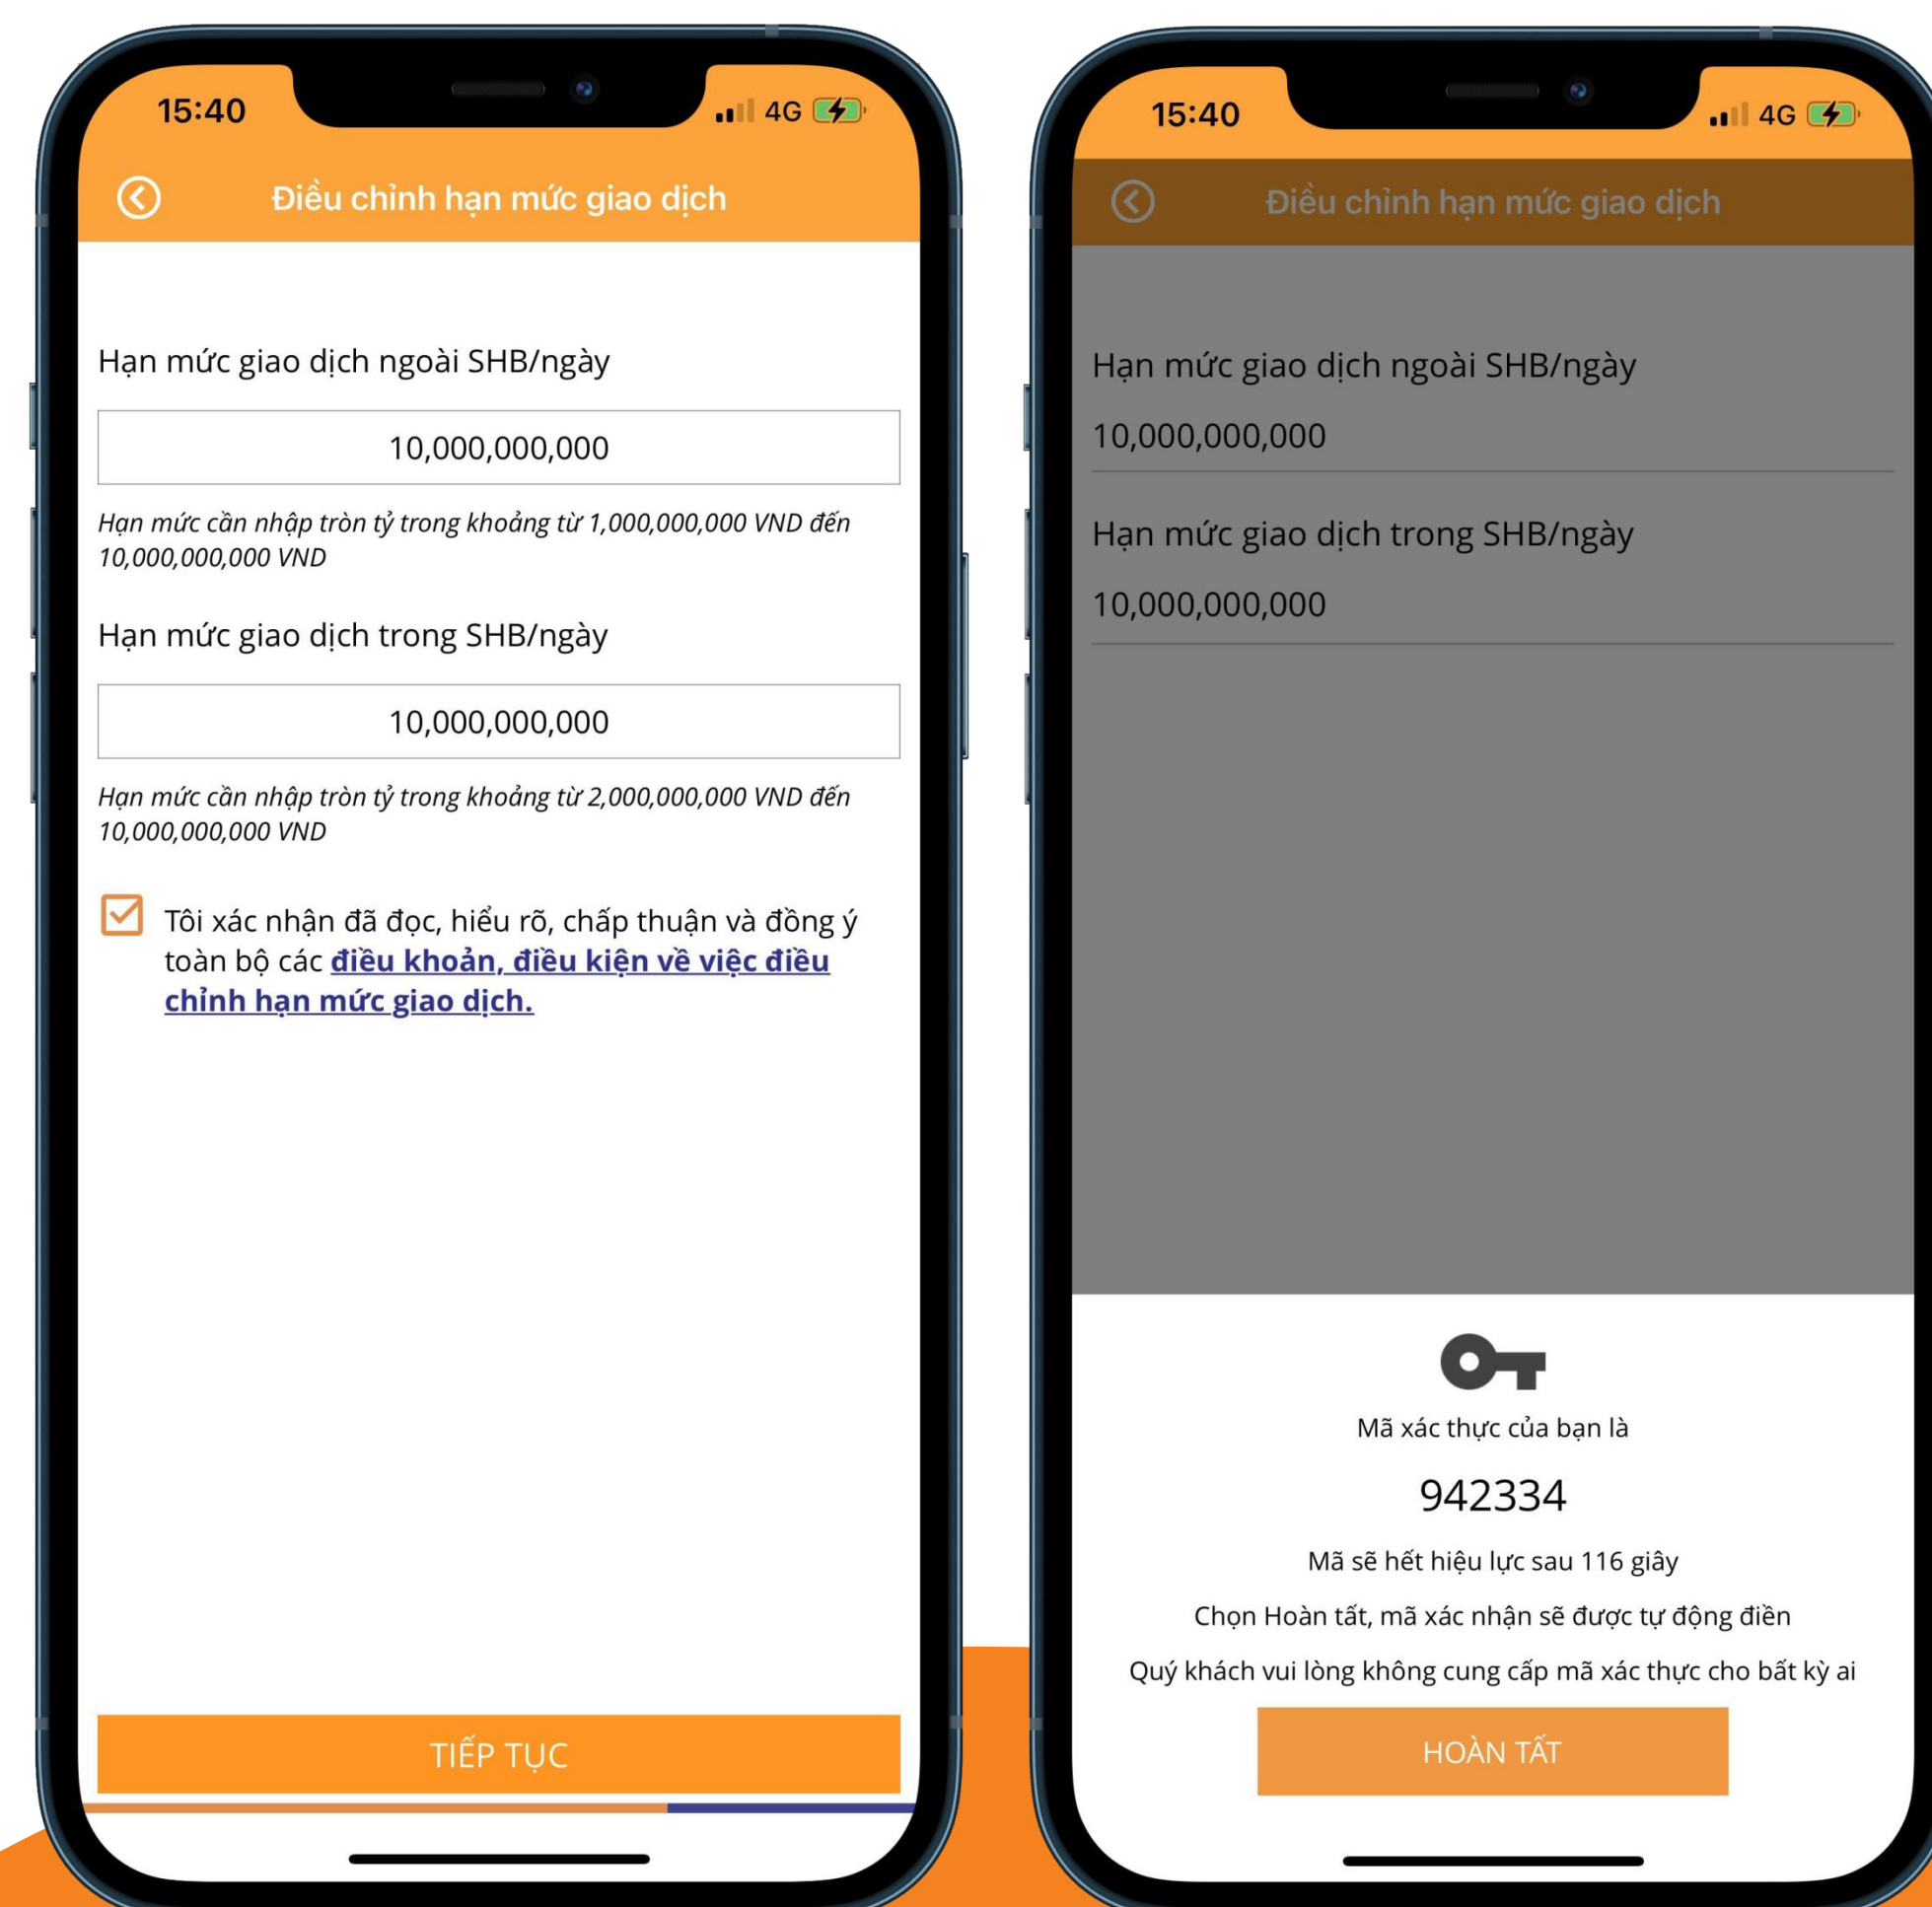 15:40
4G
Điều chỉnh hạn mức giao dịch
Hạn mức giao dịch ngoài SHB/ngày
10,000,000,000
Hạn mức cần nhập tròn tỷ trong khoảng từ 1,000,000,000 VND đến
10,000,000,000 VND
Hạn mức giao dịch trong SHB/ngày
10,000,000,000
Hạn mức cần nhập tròn tỷ trong khoảng từ 2,000,000,000 VND đến
10,000,000,000 VND
Tôi xác nhận đã đọc, hiểu rõ, chấp thuận và đồng ý
toàn bộ các điều khoản, điều kiện về việc điều
chỉnh hạn mức giao dịch.
TIẾP TỤC
15:40
4G
Điều chỉnh hạn mức giao dịch
Hạn mức giao dịch ngoài SHB/ngày
10,000,000,000
Hạn mức giao dịch trong SHB/ngày
10,000,000,000
Mã xác thực của bạn là
942334
Mã sẽ hết hiệu lực sau 116 giây
Chọn Hoàn tất, mã xác nhận sẽ được tự động điền
Quý khách vui lòng không cung cấp mã xác thực cho bất kỳ ai
HOÀN TẤT